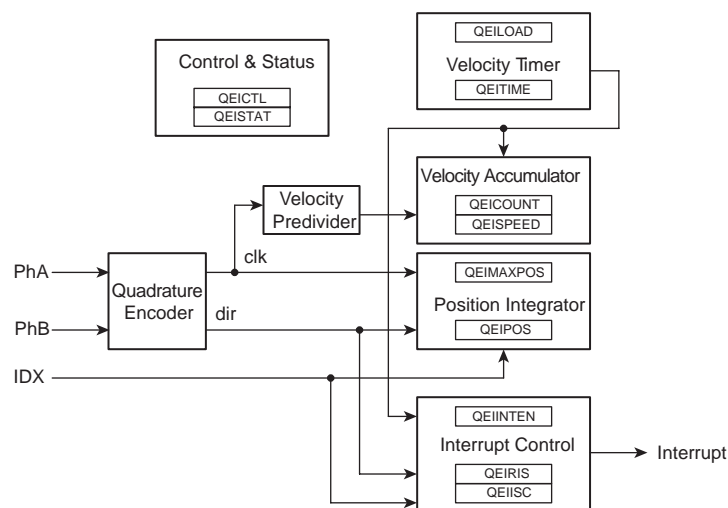 QEILOAD
Control & Status
Velocity Timer
QEICTL
QEITIME
QEISTAT
Velocity Accumulator
Velocity
Predivider
QEICOUNT
QEISPEED
clk
PhA
QEIMAXPOS
Quadrature
Encoder
Position Integrator
dir
PhB
QEIPOS
IDX
QEIINTEN
Interrupt Control
Interrupt
QEIRIS
QEIISC